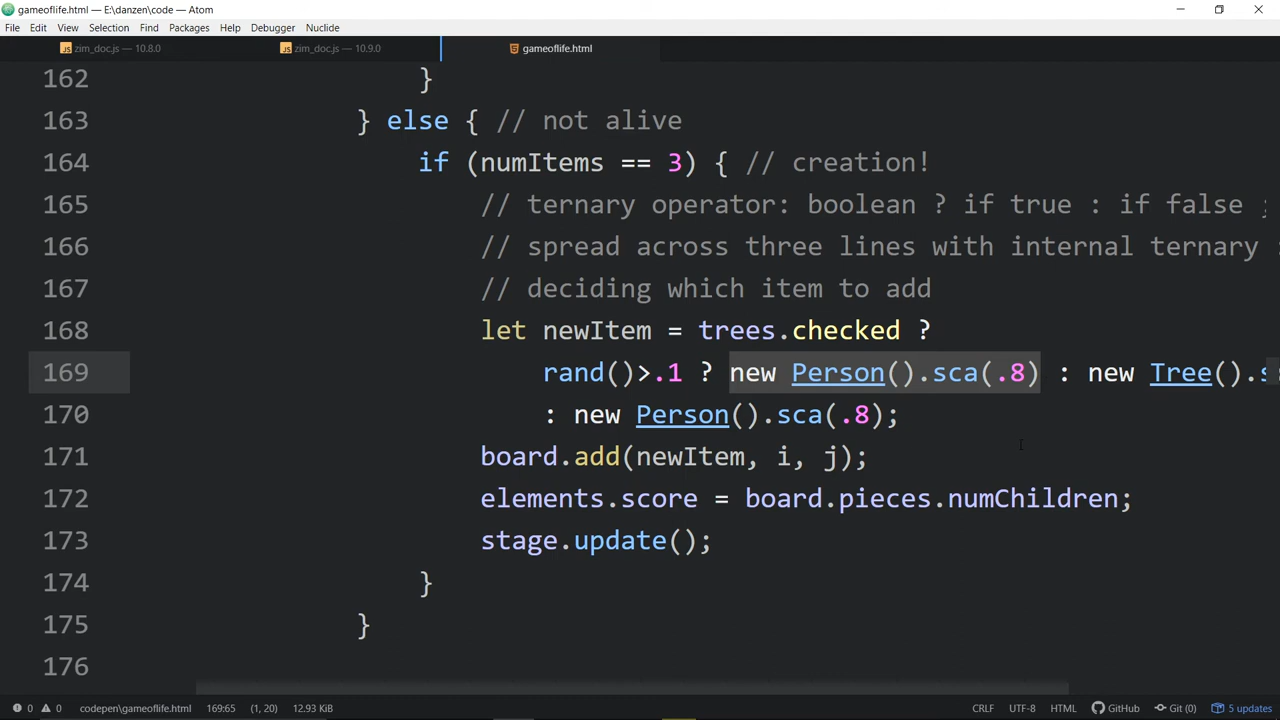 gameoflife.html — E:\danzen\code — Atom
File Edit View Selection Find Packages Help Debugger Nuclide
zim_doc.js — 10.8.0 zim_doc.js — 10.9.0 gameoflife.html
162 }
163 } else { // not alive
164 if (numItems == 3) { // creation!
165 // ternary operator: boolean ? if true : if false ;
166 // spread across three lines with internal ternary
167 // deciding which item to add
168 let newItem = trees.checked ?
169 rand()>.1 ? new Person().sca(.8) : new Tree().s
170 : new Person().sca(.8);
171 board.add(newItem, i, j);
172 elements.score = board.pieces.numChildren;
173 stage.update();
174 }
175 }
176
0 0 codepen\gameoflife.html 169:65 (1, 20) 12.93 KiB CRLF UTF-8 HTML GitHub Git (0) 5 updates